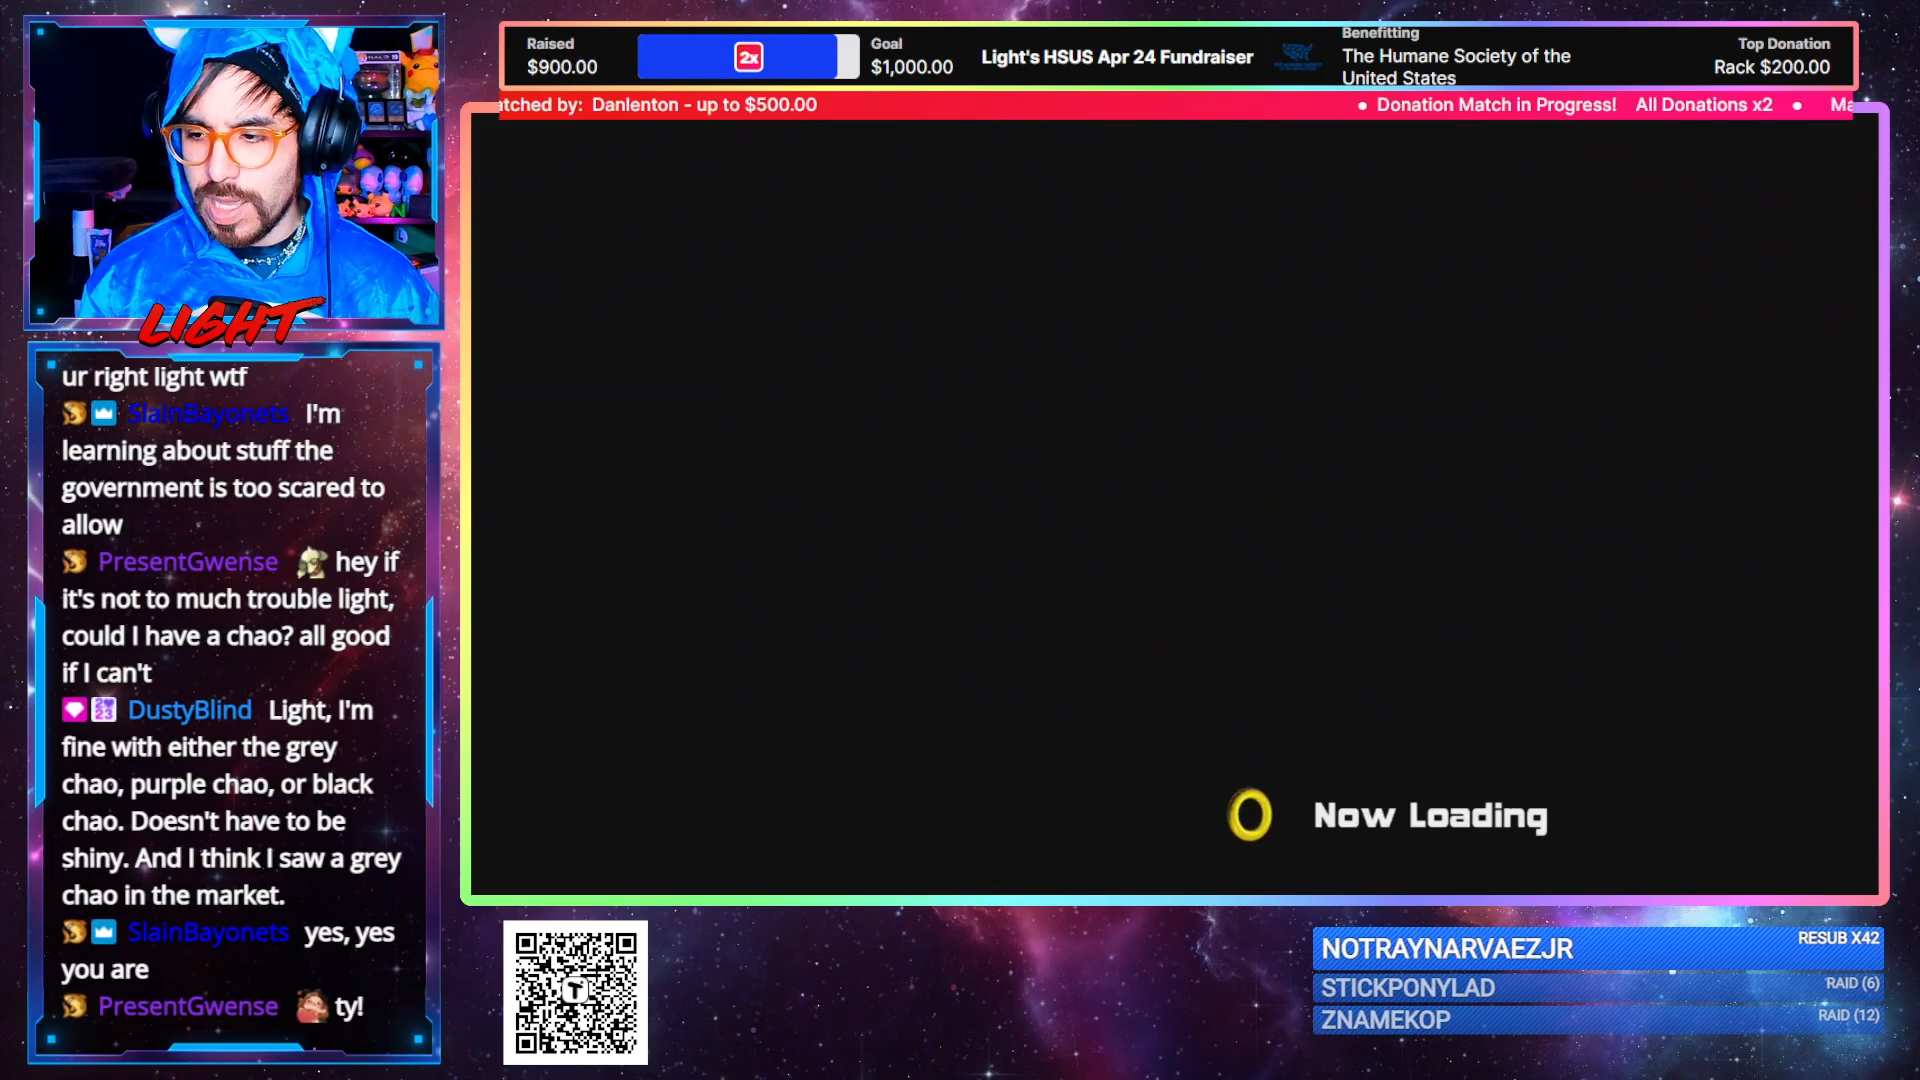 Raised
$900.00
2x
Goal
$1,000.00
Light's HSUS Apr 24 Fundraiser
Benefitting
The Humane Society of the
United States
Top Donation
Rack $200.00
atched by: Danlenton - up to $500.00
• Donation Match in Progress! All Donations x2 • Ma
LIGHT
ur right light wtf
SlainBayonets I'm
learning about stuff the
government is too scared to
allow
PresentGwense hey if
it's not to much trouble light,
could I have a chao? all good
if I can't
DustyBlind Light, I'm
fine with either the grey
chao, purple chao, or black
chao. Doesn't have to be
shiny. And I think I saw a grey
chao in the market.
SlainBayonets yes, yes
you are
PresentGwense ty!
Now Loading
T
NOTRAYNARVAEZJR RESUB X42
STICKPONYLAD RAID (6)
ZNAMEKOP RAID (12)